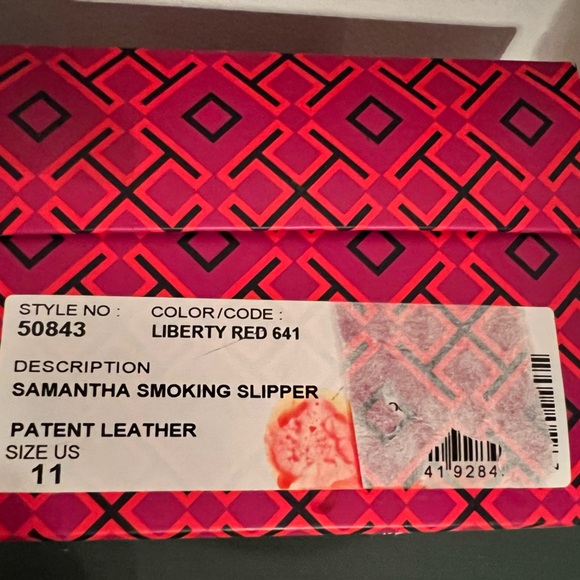 STYLE NO :
50843
COLOR/CODE :
LIBERTY RED 641
DESCRIPTION
SAMANTHA SMOKING SLIPPER
PATENT LEATHER
SIZE US
11
41 9284